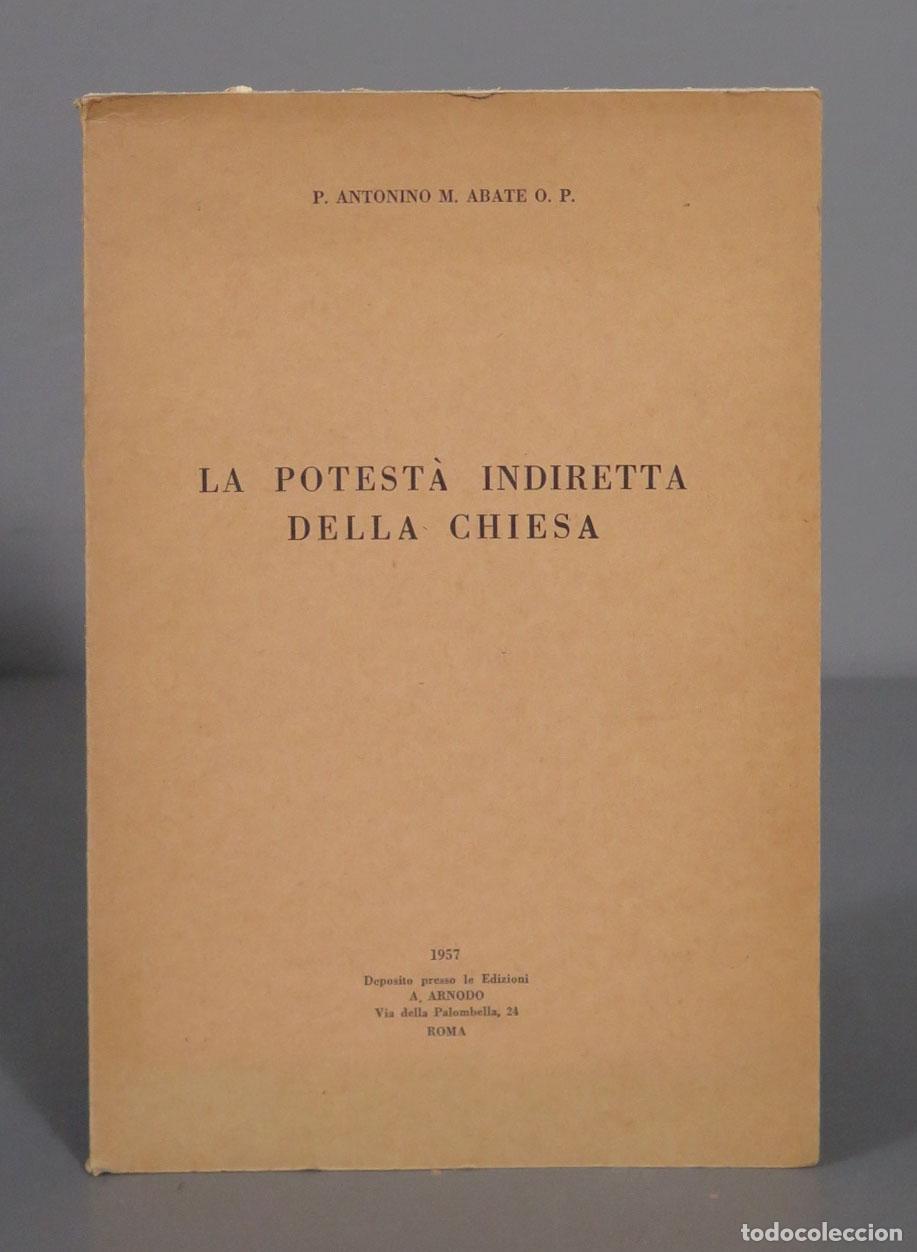 P. ANTONINO M. ABATE O. P.
LA POTESTÀ INDIRETTA
DELLA CHIESA
1957
Deposito presso le Edizioni
A. ARNODO
Via della Palombella, 24
ROMA
todocoleccion